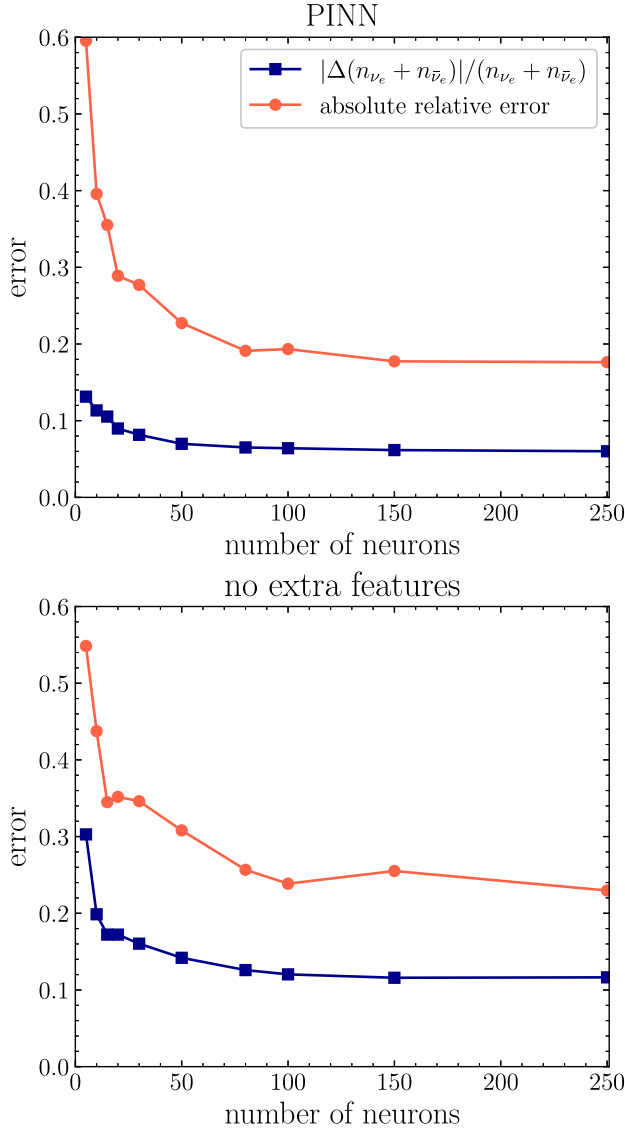 PINN
0.6
0.5
0.4
0.3
0.2
0.1
0.0
error
|Δ(n_{ν_e} + n_{ν̄_e})|/(n_{ν_e} + n_{ν̄_e})
absolute relative error
0 50 100 150 200 250
number of neurons
no extra features
0.6
0.5
0.4
0.3
0.2
0.1
0.0
error
0 50 100 150 200 250
number of neurons